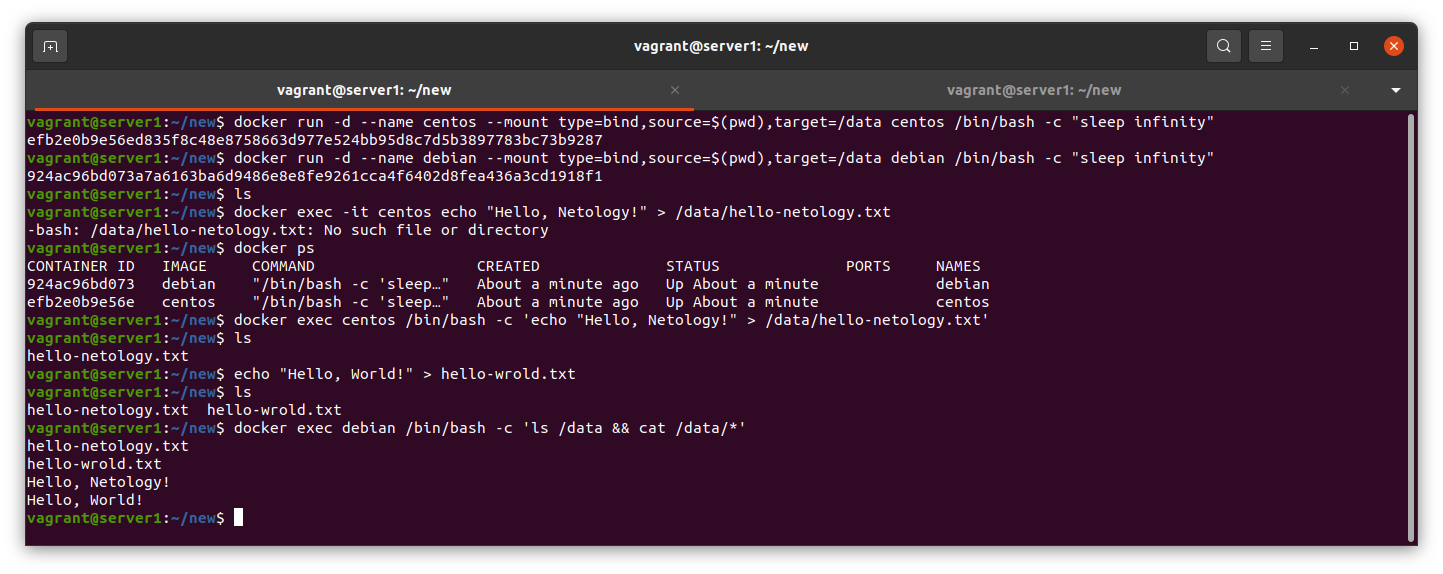 vagrant@server1: ~/new
vagrant@server1: ~/new vagrant@server1: ~/new
vagrant@server1:~/new$ docker run -d --name centos --mount type=bind,source=$(pwd),target=/data centos /bin/bash -c "sleep infinity"
efb2e0b9e56ed835f8c48e8758663d977e524bb95d8c7d5b3897783bc73b9287
vagrant@server1:~/new$ docker run -d --name debian --mount type=bind,source=$(pwd),target=/data debian /bin/bash -c "sleep infinity"
924ac96bd073a7a6163ba6d9486e8e8fe9261cca4f6402d8fea436a3cd1918f1
vagrant@server1:~/new$ ls
vagrant@server1:~/new$ docker exec -it centos echo "Hello, Netology!" > /data/hello-netology.txt
-bash: /data/hello-netology.txt: No such file or directory
vagrant@server1:~/new$ docker ps
CONTAINER ID   IMAGE     COMMAND                  CREATED              STATUS              PORTS     NAMES
924ac96bd073   debian    "/bin/bash -c 'sleep…"   About a minute ago   Up About a minute             debian
efb2e0b9e56e   centos    "/bin/bash -c 'sleep…"   About a minute ago   Up About a minute             centos
vagrant@server1:~/new$ docker exec centos /bin/bash -c 'echo "Hello, Netology!" > /data/hello-netology.txt'
vagrant@server1:~/new$ ls
hello-netology.txt
vagrant@server1:~/new$ echo "Hello, World!" > hello-wrold.txt
vagrant@server1:~/new$ ls
hello-netology.txt  hello-wrold.txt
vagrant@server1:~/new$ docker exec debian /bin/bash -c 'ls /data && cat /data/*'
hello-netology.txt
hello-wrold.txt
Hello, Netology!
Hello, World!
vagrant@server1:~/new$